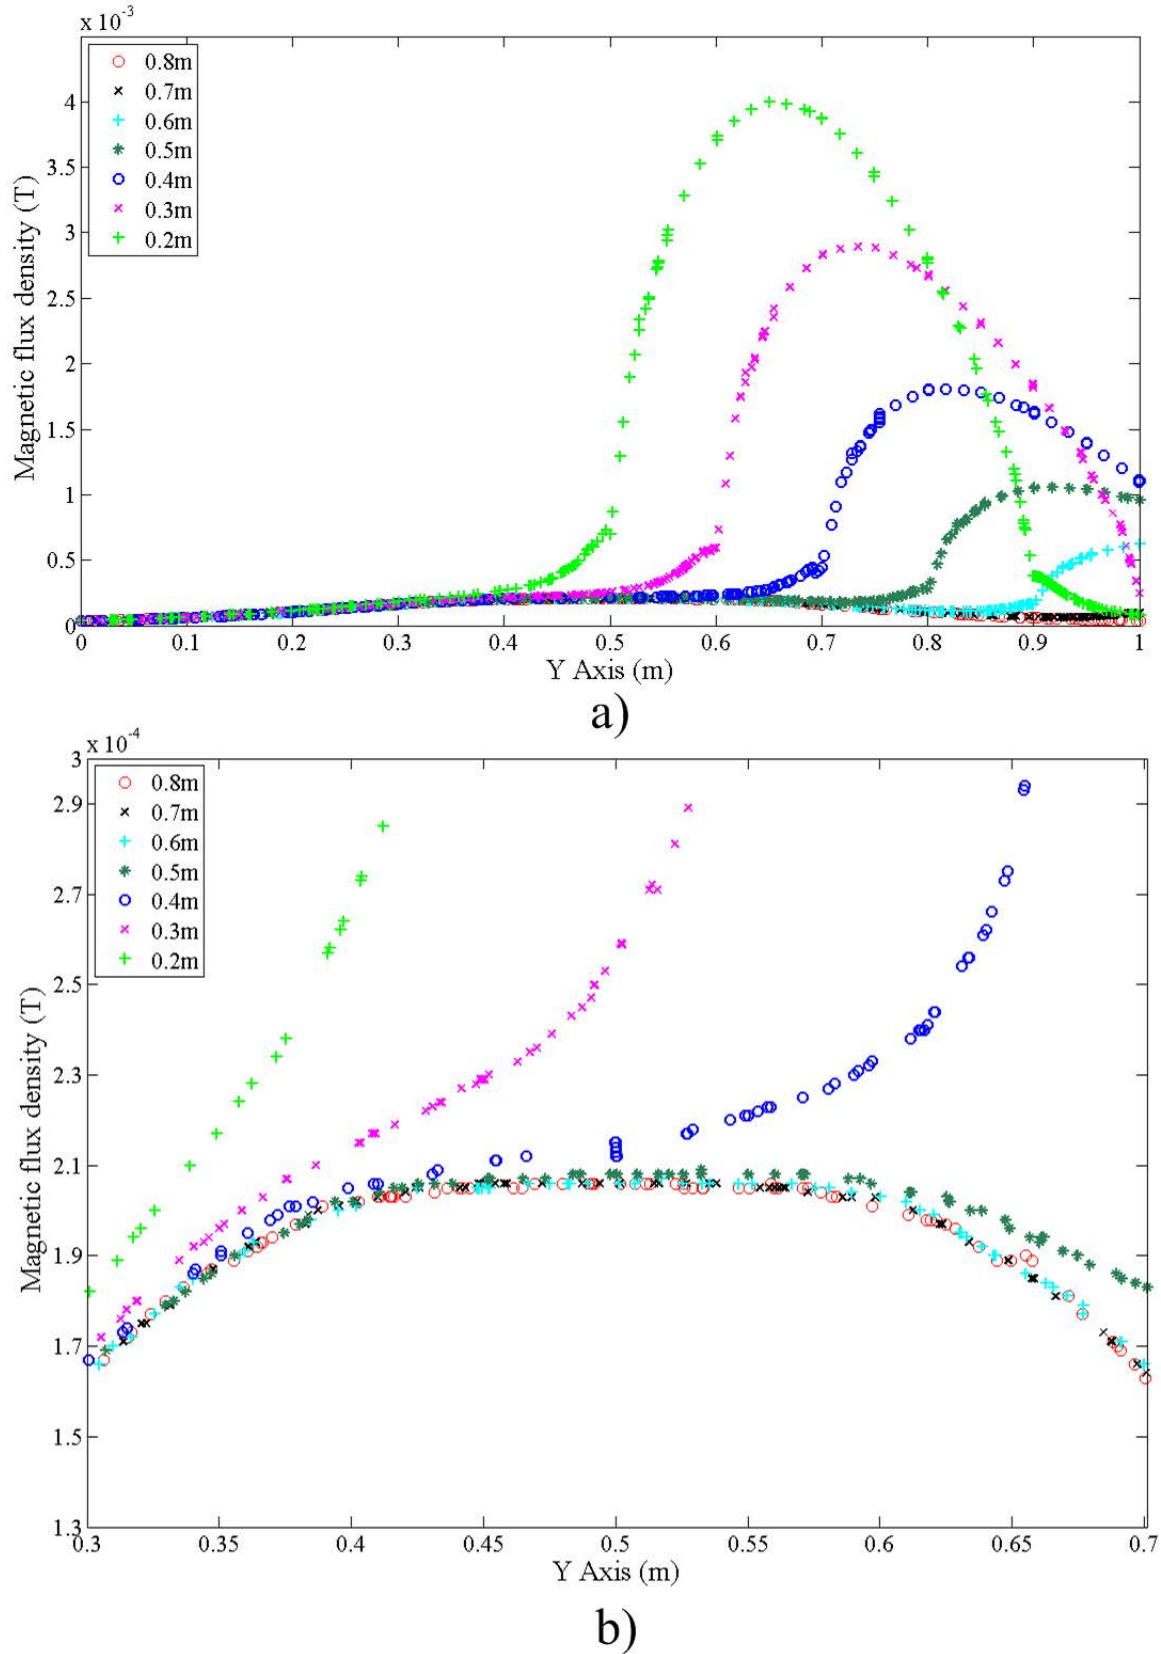 x 10-3
0.8m
0.7m
0.6m
0.5m
0.4m
0.3m
0.2m
4
3.5
3
2.5
2
1.5
1
0.5
0
Magnetic flux density (T)
0 0.1 0.2 0.3 0.4 0.5 0.6 0.7 0.8 0.9 1
Y Axis (m)
a)
x 10-4
0.8m
0.7m
0.6m
0.5m
0.4m
0.3m
0.2m
3
2.9
2.7
2.5
2.3
2.1
1.9
1.7
1.5
1.3
Magnetic flux density (T)
0.3 0.35 0.4 0.45 0.5 0.55 0.6 0.65 0.7
Y Axis (m)
b)